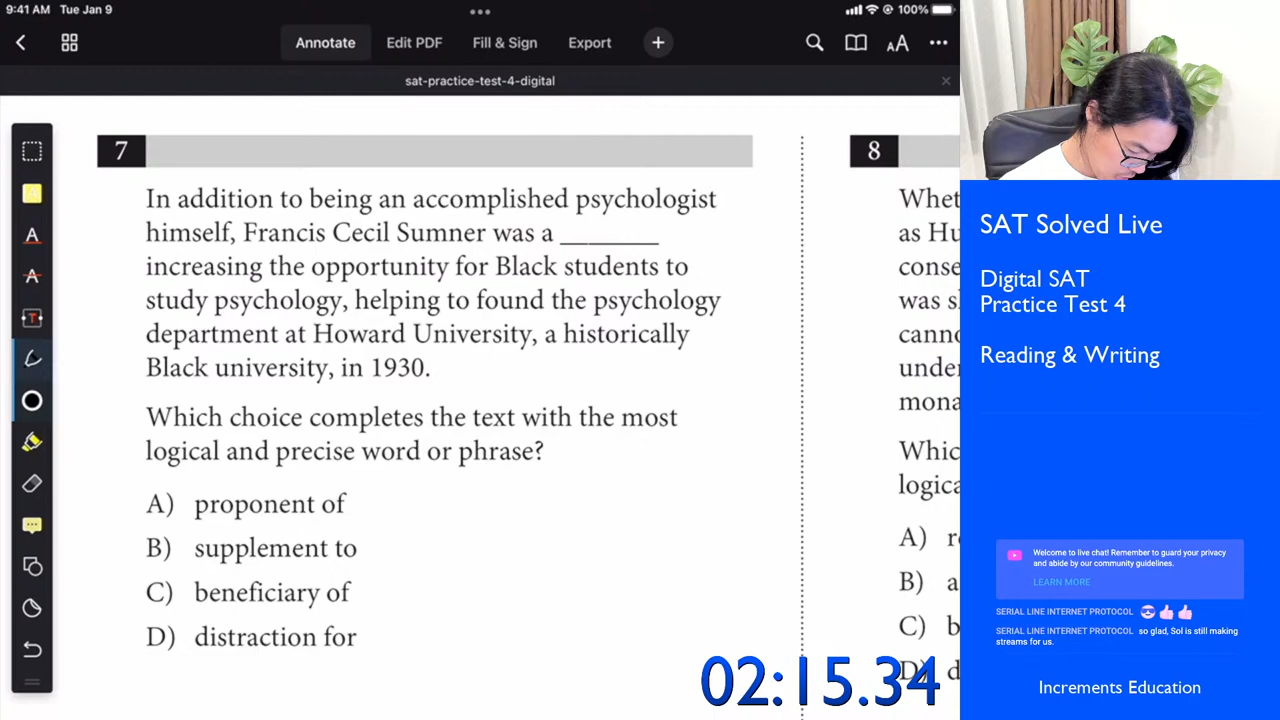 9:41 AM Tue Jan 9
100%
Annotate
Edit PDF
Fill & Sign
Export
sat-practice-test-4-digital
7
In addition to being an accomplished psychologist
himself, Francis Cecil Sumner was a _______
increasing the opportunity for Black students to
study psychology, helping to found the psychology
department at Howard University, a historically
Black university, in 1930.
Which choice completes the text with the most
logical and precise word or phrase?
A) proponent of
B) supplement to
C) beneficiary of
D) distraction for
8
Whet
as Hu
conse
was s
cannot
under
mona
Whic
logica
A) r
B) a
C) b
D) d
02:15.34
SAT Solved Live
Digital SAT
Practice Test 4
Reading & Writing
Welcome to live chat! Remember to guard your privacy
and abide by our community guidelines.
LEARN MORE
SERIAL LINE INTERNET PROTOCOL
SERIAL LINE INTERNET PROTOCOL so glad, Sol is still making
streams for us.
Increments Education